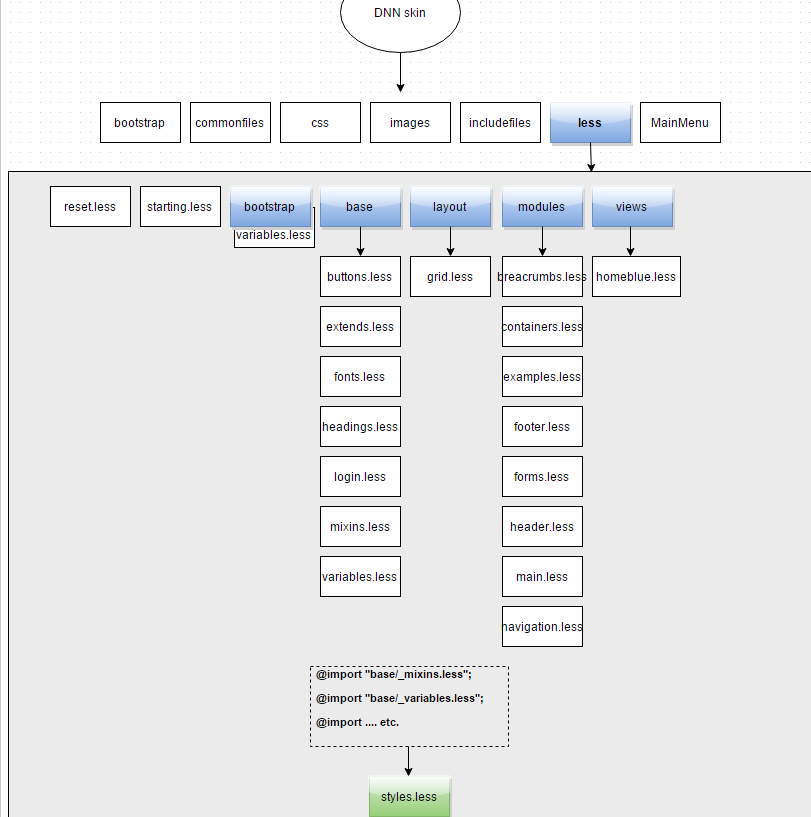 DNN skin
bootstrap
commonfiles
css
images
includefiles
less
MainMenu
reset.less
starting.less
bootstrap
base
layout
modules
views
variables.less
buttons.less
grid.less
breacrumbs.less
homeblue.less
extends.less
containers.less
fonts.less
examples.less
headings.less
footer.less
login.less
forms.less
mixins.less
header.less
variables.less
main.less
navigation.less
@import "base/_mixins.less";
@import "base/_variables.less";
@import .... etc.
styles.less